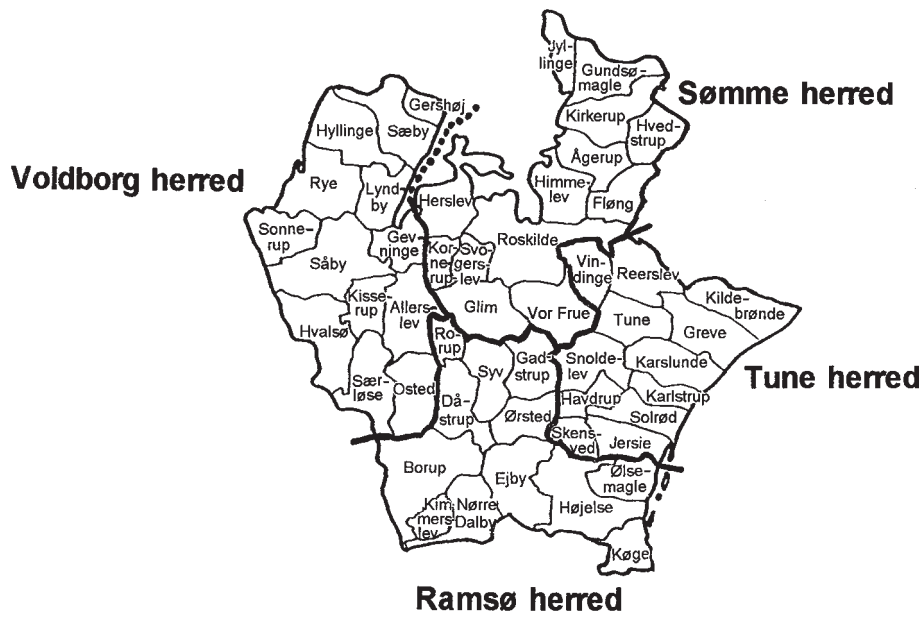 Jyl-
linge
Gundsø-
magle
Sømme herred
Gershøj
Kirkerup
Hved-
strup
Hyllinge
Sæby
Ågerup
Voldborg herred
Rye
Lynd-
by
Himme-
lev
Herslev
Fløng
Sonne-
rup
Gev-
ninge
Roskilde
Kor-
ne-
rup
Svo-
gers-
lev
Såby
Vin-
dinge
Reerslev
Kisse-
rup
Allers-
lev
Glim
Vor Frue
Kilde-
brønde
Hvalsø
Tune
Greve
Ro-
rup
Gad-
strup
Snolde-
lev
Karslunde
Syv
Sær-
løse
Osted
Tune herred
Då-
strup
Havdrup
Karlstrup
Ørsted
Solrød
Skens-
ved
Jersie
Borup
Ejby
Ølse-
magle
Kim
mers
lev
Nørre
Dalby
Højelse
Køge
Ramsø herred